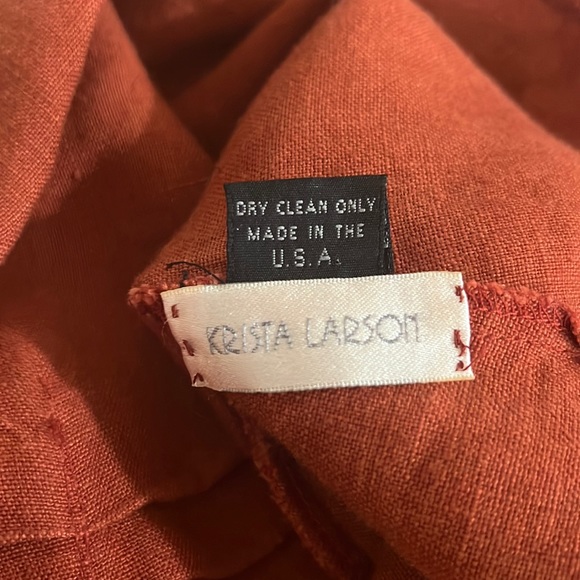 DRY CLEAN ONLY
MADE IN THE
U.S.A.
KRISTA LARSON